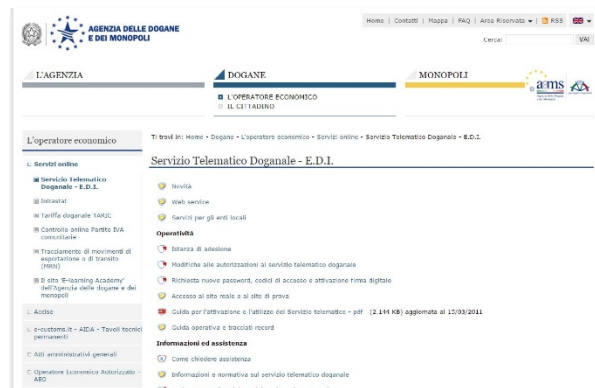 Home | Contatti | Mappa | FAQ | Area Riservata | RSS
AGENZIA DELLE DOGANE
E DEI MONOPOLI
Cerca: VAI
L'AGENZIA
DOGANE
MONOPOLI
L'OPERATORE ECONOMICO
IL CITTADINO
aams
L'operatore economico
Ti trovi in: Home • Dogane • L'operatore economico • Servizi online • Servizio Telematico Doganale - E.D.I.
Servizi online
Servizio Telematico
Doganale - E.D.I.
Intrastat
Tariffa doganale TARIC
Controllo online Partite IVA
comunitarie
Tracciamento di movimenti di
esportazione o di transito
(MRN)
Il sito 'E-learning Academy'
dell'Agenzia delle dogane e dei
monopoli
Accise
e-customs.it - AIDA - Tavoli tecnici
permanenti
Atti amministrativi generali
Operatore Economico Autorizzato -
AEO
Servizio Telematico Doganale - E.D.I.
Novità
Web service
Servizi per gli enti locali
Operatività
Istanza di adesione
Modifiche alle autorizzazioni al servizio telematico doganale
Richiesta nuove password, codici di accesso e attivazione firma digitale
Accesso al sito reale o al sito di prova
Guida per l'attivazione e l'utilizzo del Servizio telematico - pdf (2.144 KB) aggiornata al 15/03/2011
Guida operativa e tracciati record
Informazioni ed assistenza
Come chiedere assistenza
Informazioni e normativa sul servizio telematico doganale